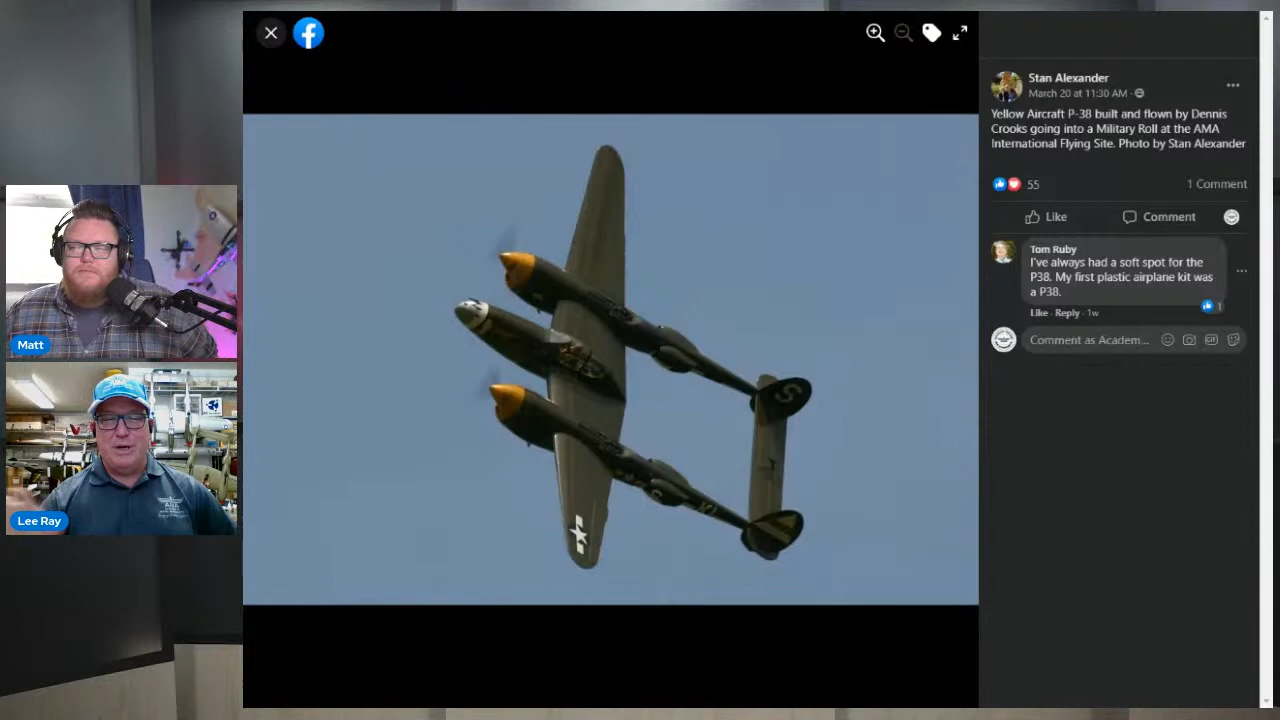 Stan Alexander
March 20 at 11:30 AM ·
Yellow Aircraft P-38 built and flown by Dennis
Crooks going into a Military Roll at the AMA
International Flying Site. Photo by Stan Alexander
55
1 Comment
Like
Comment
Tom Ruby
I've always had a soft spot for the
P38. My first plastic airplane kit was
a P38.
1
Like · Reply · 1w
Comment as Academ...
GIF
S
Matt
Lee Ray